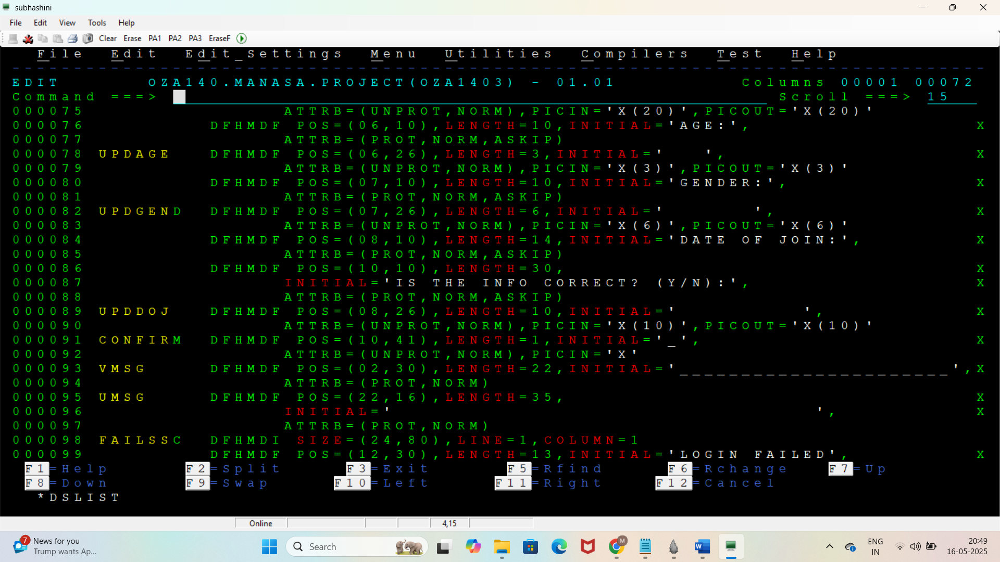 subhashini
File Edit View Tools Help
Clear Erase PA1 PA2 PA3 EraseF
File Edit Edit_Settings Menu Utilities Compilers Test Help
EDIT OZA140.MANASA.PROJECT(OZA1403) - 01.01 Columns 00001 00072
Command ===> Scroll ===> 15
000075 ATTRB=(UNPROT,NORM),PICIN='X(20)',PICOUT='X(20)'
000076 DFHMDF POS=(06,10),LENGTH=10,INITIAL='AGE:', X
000077 ATTRB=(PROT,NORM,ASKIP)
000078 UPDAGE DFHMDF POS=(06,26),LENGTH=3,INITIAL='   ', X
000079 ATTRB=(UNPROT,NORM),PICIN='X(3)',PICOUT='X(3)'
000080 DFHMDF POS=(07,10),LENGTH=10,INITIAL='GENDER:', X
000081 ATTRB=(PROT,NORM,ASKIP)
000082 UPDGEND DFHMDF POS=(07,26),LENGTH=6,INITIAL='       ', X
000083 ATTRB=(UNPROT,NORM),PICIN='X(6)',PICOUT='X(6)'
000084 DFHMDF POS=(08,10),LENGTH=14,INITIAL='DATE OF JOIN:', X
000085 ATTRB=(PROT,NORM,ASKIP)
000086 DFHMDF POS=(10,10),LENGTH=30, X
000087 INITIAL='IS THE INFO CORRECT? (Y/N):', X
000088 ATTRB=(PROT,NORM,ASKIP)
000089 UPDDOJ DFHMDF POS=(08,26),LENGTH=10,INITIAL='          ', X
000090 ATTRB=(UNPROT,NORM),PICIN='X(10)',PICOUT='X(10)'
000091 CONFIRM DFHMDF POS=(10,41),LENGTH=1,INITIAL='_', X
000092 ATTRB=(UNPROT,NORM),PICIN='X'
000093 VMSG DFHMDF POS=(02,30),LENGTH=22,INITIAL='______________________',X
000094 ATTRB=(PROT,NORM)
000095 UMSG DFHMDF POS=(22,16),LENGTH=35, X
000096 INITIAL='                                  ', X
000097 ATTRB=(PROT,NORM)
000098 FAILSSC DFHMDI SIZE=(24,80),LINE=1,COLUMN=1
000099 DFHMDF POS=(12,30),LENGTH=13,INITIAL='LOGIN FAILED', X
F1=Help F2=Split F3=Exit F5=Rfind F6=Rchange F7=Up
F8=Down F9=Swap F10=Left F11=Right F12=Cancel
*DSLIST
Online 4,15
7
News for you
Trump wants Ap...
Search
M
ENG
IN
20:49
16-05-2025